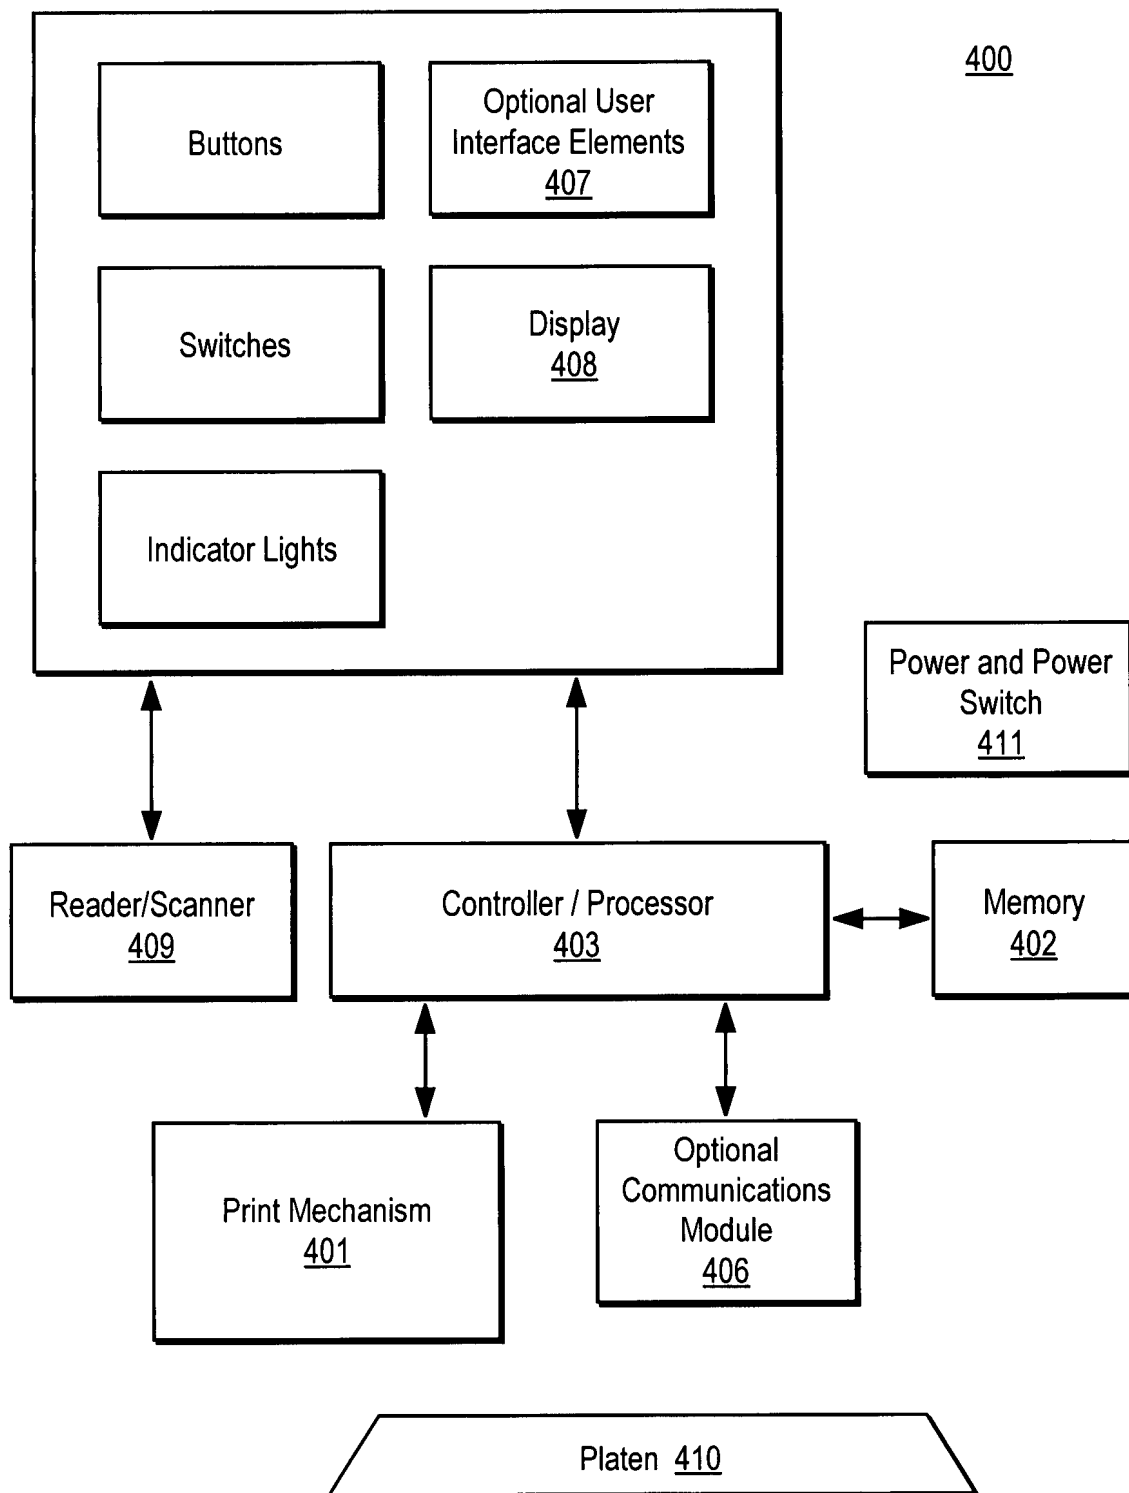 400
Buttons
Optional User
Interface Elements
407
Switches
Display
408
Indicator Lights
Power and Power
Switch
411
Reader/Scanner
409
Controller / Processor
403
Memory
402
Print Mechanism
401
Optional
Communications
Module
406
Platen 410